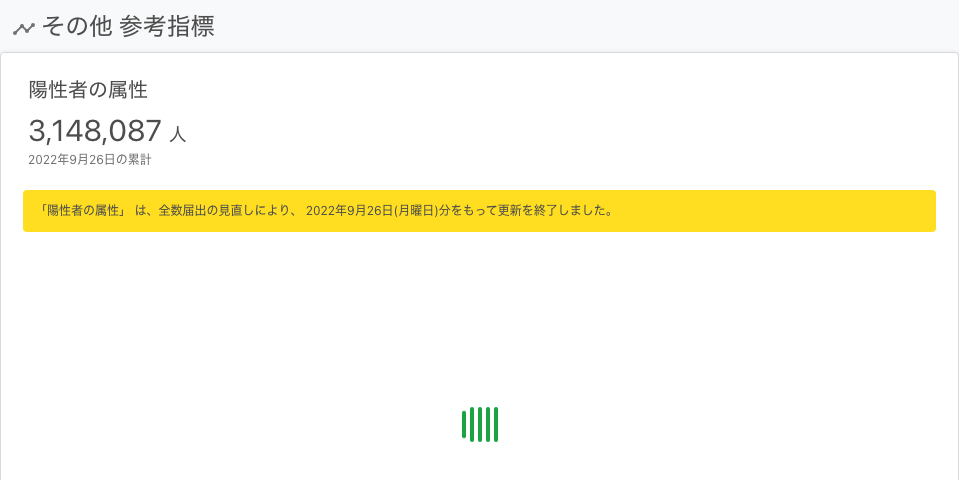 その他 参考指標
陽性者の属性
3,148,087 人
2022年9月26日の累計
「陽性者の属性」 は、全数届出の見直しにより、 2022年9月26日(月曜日)分をもって更新を終了しました。